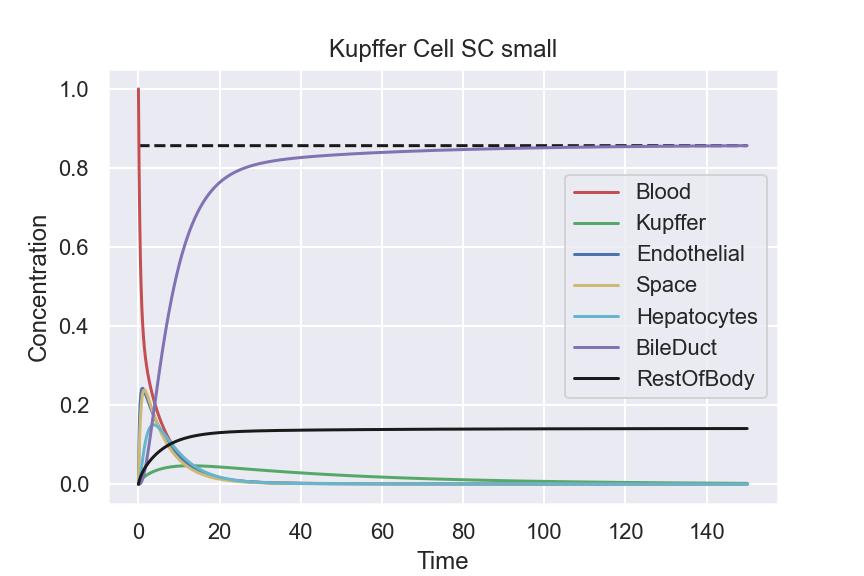 Kupffer Cell SC small
1.0
0.8
0.6
0.4
0.2
0.0
Concentration
Blood
Kupffer
Endothelial
Space
Hepatocytes
BileDuct
RestOfBody
0 20 40 60 80 100 120 140
Time